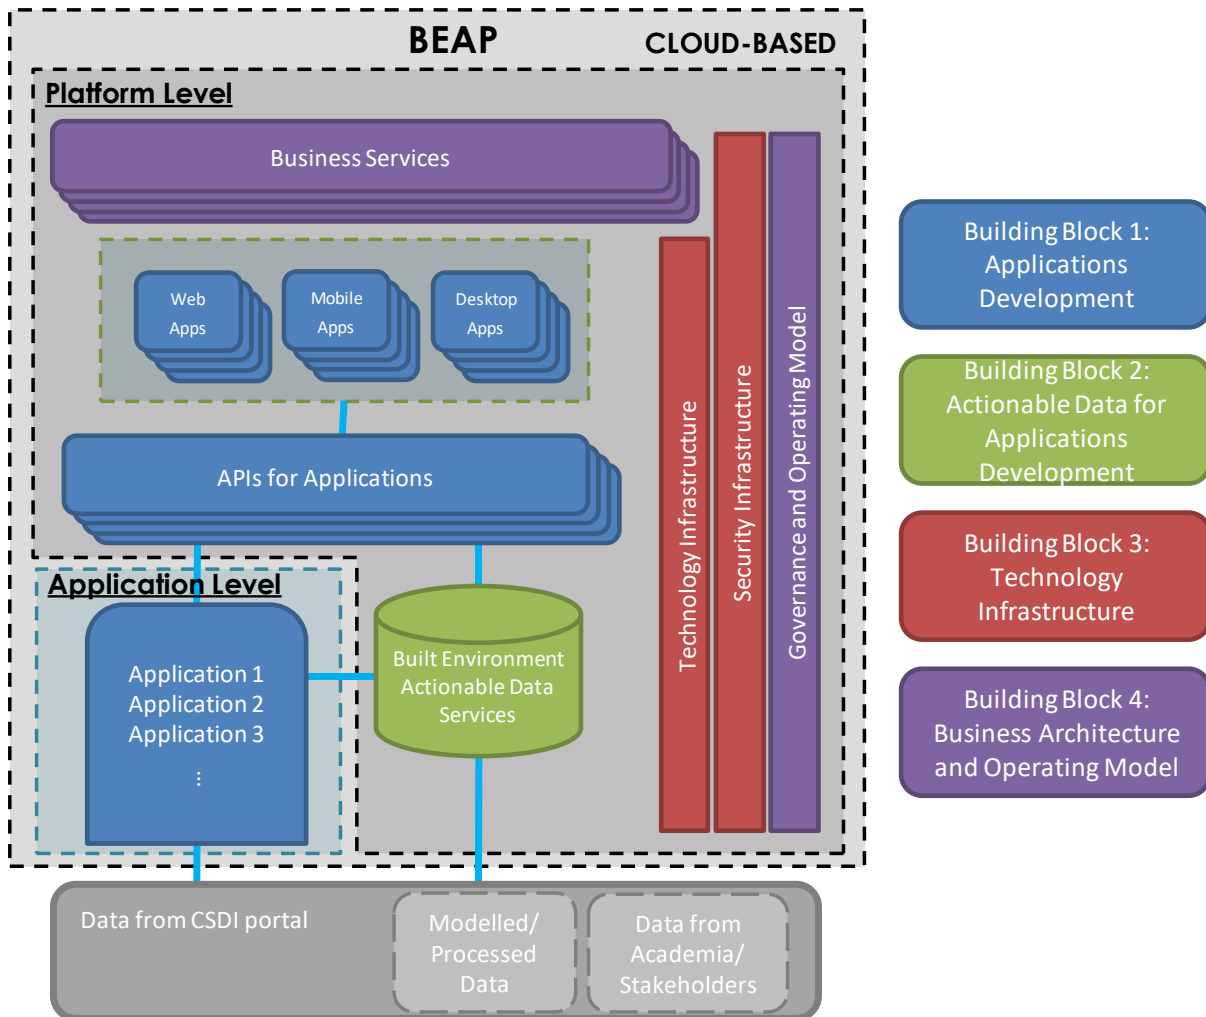 BEAP
CLOUD-BASED
Platform Level
Business Services
Web
Apps
Mobile
Apps
Desktop
Apps
APIs for Applications
Technology Infrastructure
Security Infrastructure
Governance and Operating Model
Application Level
Application 1
Application 2
Application 3
⋮
Built Environment
Actionable Data
Services
Data from CSDI portal
Modelled/
Processed
Data
Data from
Academia/
Stakeholders
Building Block 1:
Applications
Development
Building Block 2:
Actionable Data for
Applications
Development
Building Block 3:
Technology
Infrastructure
Building Block 4:
Business Architecture
and Operating Model